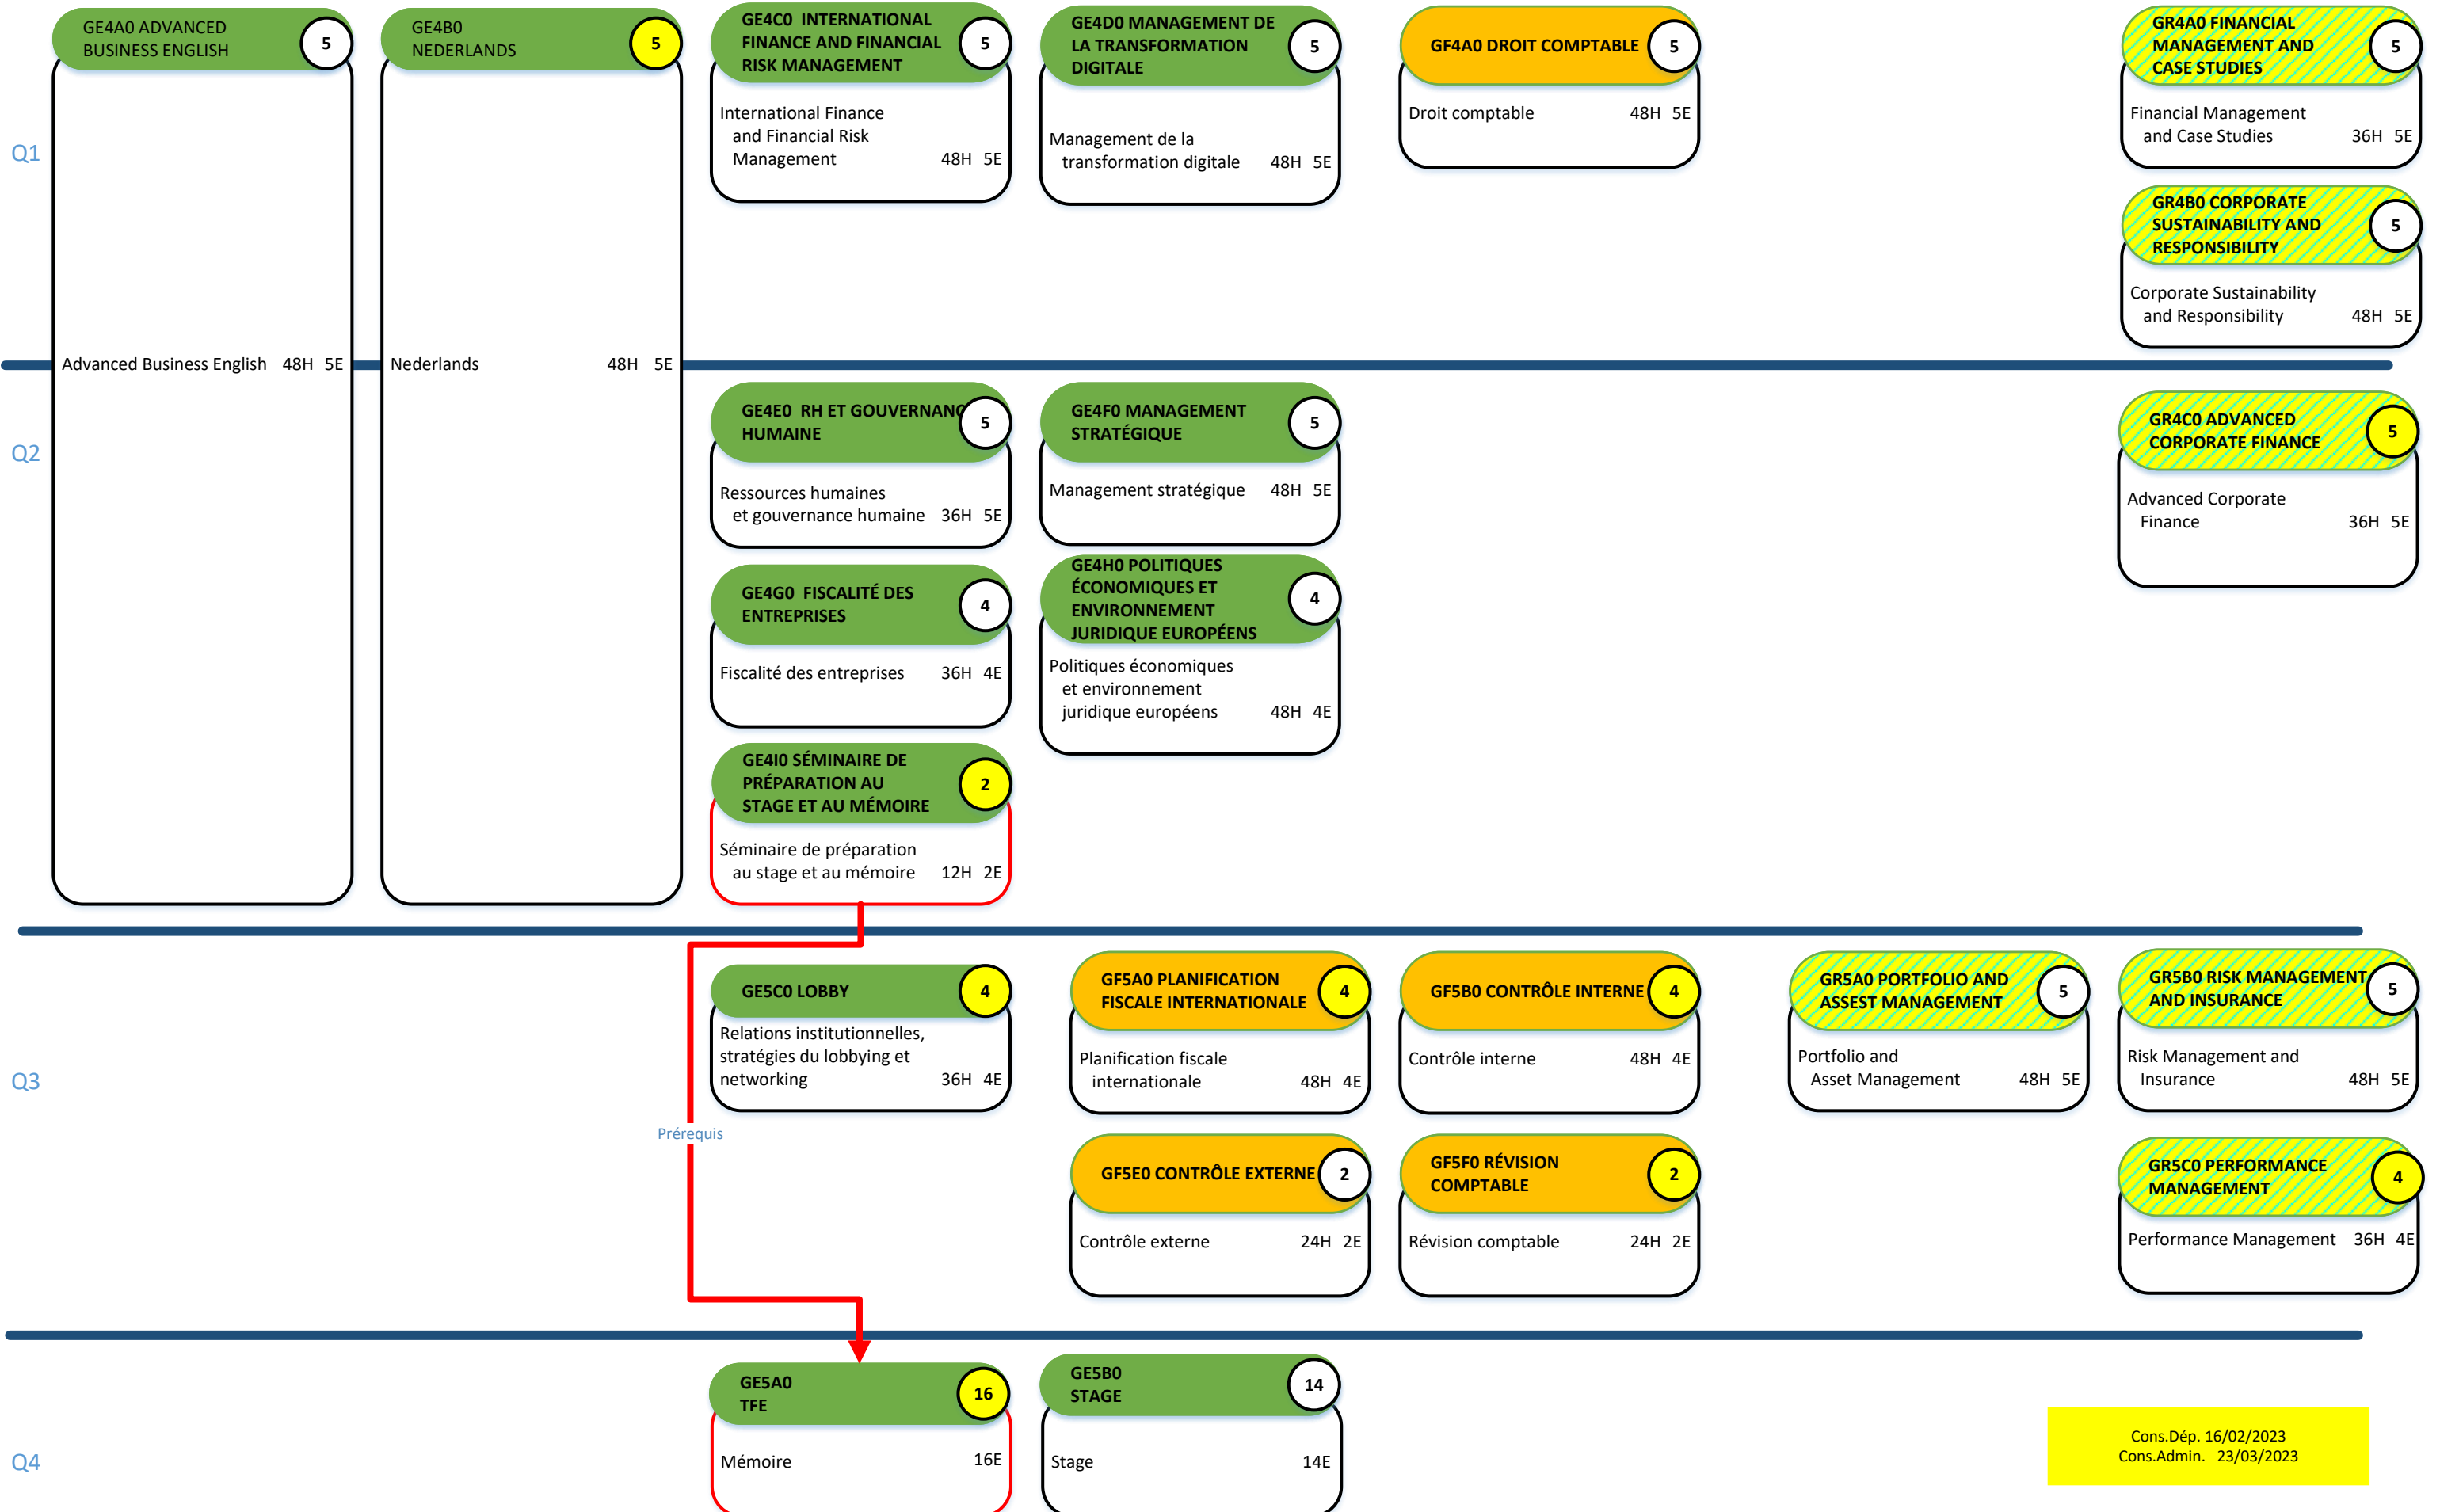 GE4A0 ADVANCED
BUSINESS ENGLISH
5
GE4B0
NEDERLANDS
5
GE4C0 INTERNATIONAL
FINANCE AND FINANCIAL
RISK MANAGEMENT
5
GE4D0 MANAGEMENT DE
LA TRANSFORMATION
DIGITALE
5
GF4A0 DROIT COMPTABLE
5
GR4A0 FINANCIAL
MANAGEMENT AND
CASE STUDIES
5
Q1
International Finance
and Financial Risk
Management 48H 5E
Management de la
transformation digitale 48H 5E
Droit comptable 48H 5E
Financial Management
and Case Studies 36H 5E
GR4B0 CORPORATE
SUSTAINABILITY AND
RESPONSIBILITY
5
Corporate Sustainability
and Responsibility 48H 5E
Advanced Business English 48H 5E
Nederlands 48H 5E
Q2
GE4E0 RH ET GOUVERNANC
HUMAINE
5
Ressources humaines
et gouvernance humaine 36H 5E
GE4F0 MANAGEMENT
STRATÉGIQUE
5
Management stratégique 48H 5E
GR4C0 ADVANCED
CORPORATE FINANCE
5
Advanced Corporate
Finance 36H 5E
GE4G0 FISCALITÉ DES
ENTREPRISES
4
Fiscalité des entreprises 36H 4E
GE4H0 POLITIQUES
ÉCONOMIQUES ET
ENVIRONNEMENT
JURIDIQUE EUROPÉENS
4
Politiques économiques
et environnement
juridique européens 48H 4E
GE4I0 SÉMINAIRE DE
PRÉPARATION AU
STAGE ET AU MÉMOIRE
2
Séminaire de préparation
au stage et au mémoire 12H 2E
Q3
GE5C0 LOBBY
4
Relations institutionnelles,
stratégies du lobbying et
networking 36H 4E
GF5A0 PLANIFICATION
FISCALE INTERNATIONALE
4
Planification fiscale
internationale 48H 4E
GF5B0 CONTRÔLE INTERNE
4
Contrôle interne 48H 4E
GR5A0 PORTFOLIO AND
ASSEST MANAGEMENT
5
Portfolio and
Asset Management 48H 5E
GR5B0 RISK MANAGEMENT
AND INSURANCE
5
Risk Management and
Insurance 48H 5E
Prérequis
GF5E0 CONTRÔLE EXTERNE
2
Contrôle externe 24H 2E
GF5F0 RÉVISION
COMPTABLE
2
Révision comptable 24H 2E
GR5C0 PERFORMANCE
MANAGEMENT
4
Performance Management 36H 4E
Q4
GE5A0
TFE
16
Mémoire 16E
GE5B0
STAGE
14
Stage 14E
Cons.Dép. 16/02/2023
Cons.Admin. 23/03/2023